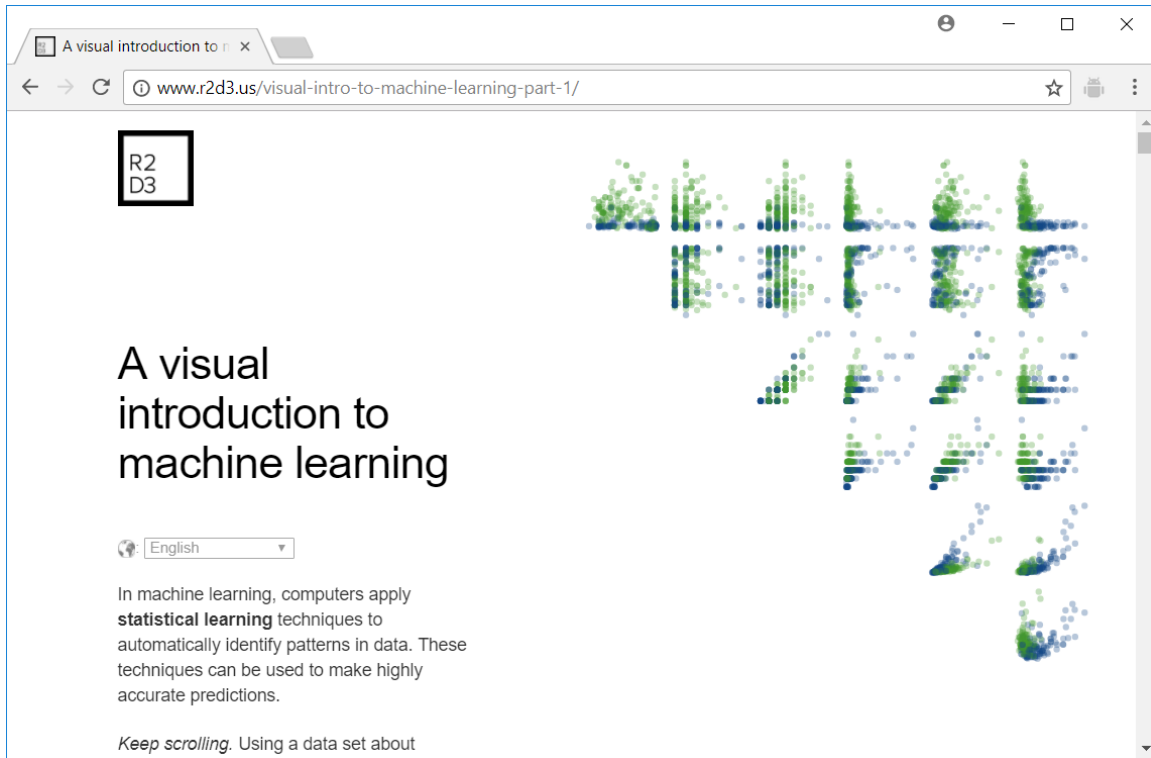 A visual introduction to n
www.r2d3.us/visual-intro-to-machine-learning-part-1/
R2
D3
A visual
introduction to
machine learning
English
In machine learning, computers apply
statistical learning techniques to
automatically identify patterns in data. These
techniques can be used to make highly
accurate predictions.
Keep scrolling. Using a data set about